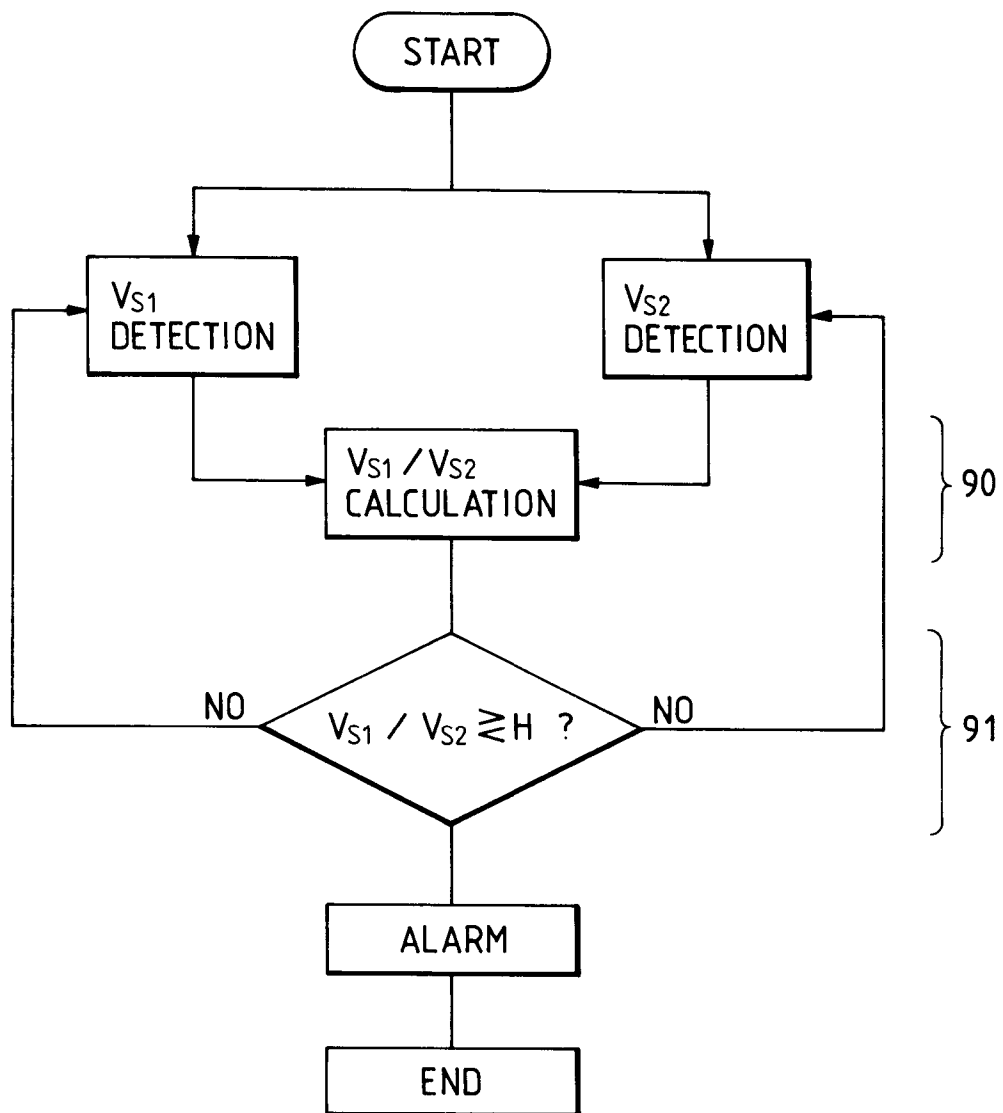 START
VS1
DETECTION
VS2
DETECTION
VS1 / VS2
CALCULATION
90
NO
VS1 / VS2 ≷ H ?
NO
91
ALARM
END